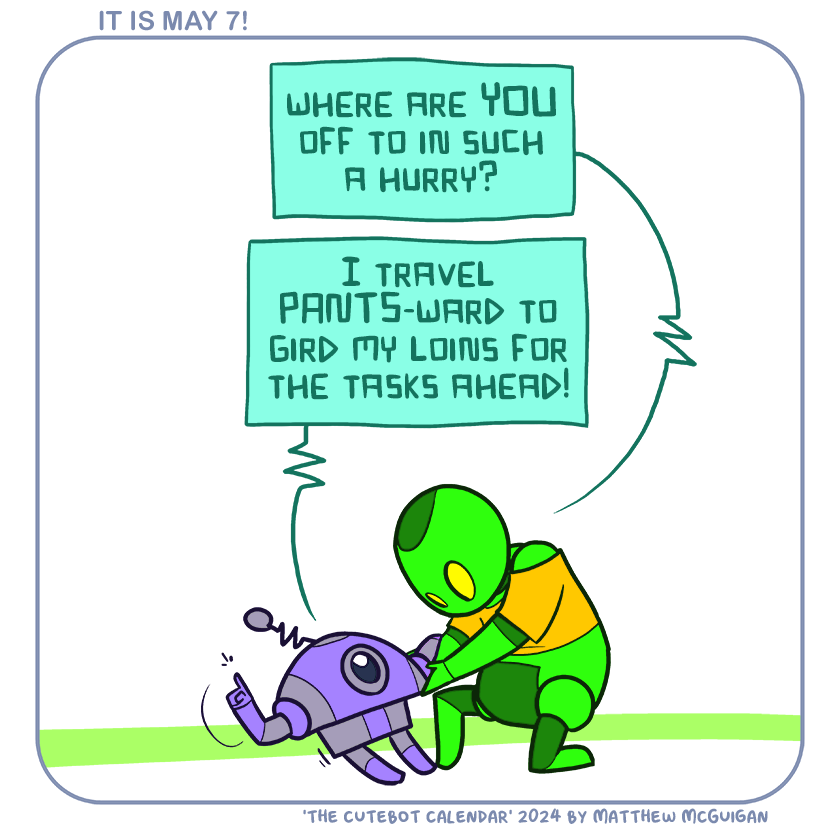 IT IS MAY 7!
WHERE ARE YOU
OFF TO IN SUCH
A HURRY?
I TRAVEL
PANTS-WARD TO
GIRD MY LOINS FOR
THE TASKS AHEAD!
'THE CUTEBOT CALENDAR' 2024 BY MATTHEW MCGUIGAN